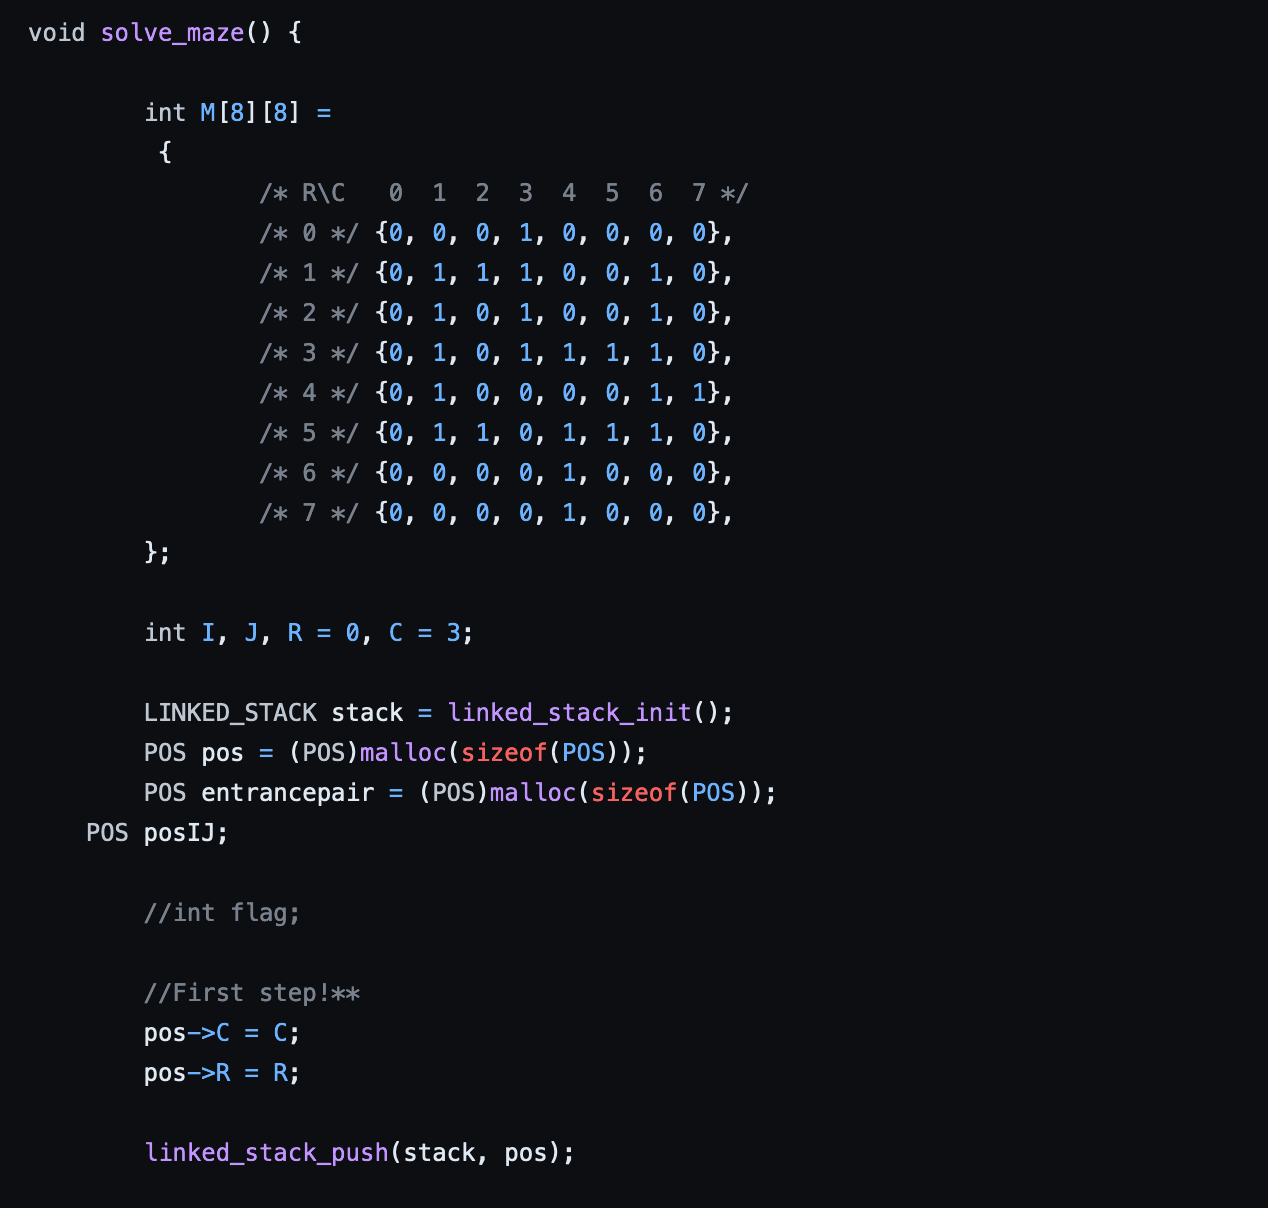 void solve_maze() {
int M[8][8] =
{
/* R\C   0  1  2  3  4  5  6  7 */
/* 0 */ {0, 0, 0, 1, 0, 0, 0, 0},
/* 1 */ {0, 1, 1, 1, 0, 0, 1, 0},
/* 2 */ {0, 1, 0, 1, 0, 0, 1, 0},
/* 3 */ {0, 1, 0, 1, 1, 1, 1, 0},
/* 4 */ {0, 1, 0, 0, 0, 0, 1, 1},
/* 5 */ {0, 1, 1, 0, 1, 1, 1, 0},
/* 6 */ {0, 0, 0, 0, 1, 0, 0, 0},
/* 7 */ {0, 0, 0, 0, 1, 0, 0, 0},
};
int I, J, R = 0, C = 3;
LINKED_STACK stack = linked_stack_init();
POS pos = (POS)malloc(sizeof(POS));
POS entrancepair = (POS)malloc(sizeof(POS));
POS posIJ;
//int flag;
//First step!**
pos->C = C;
pos->R = R;
linked_stack_push(stack, pos);